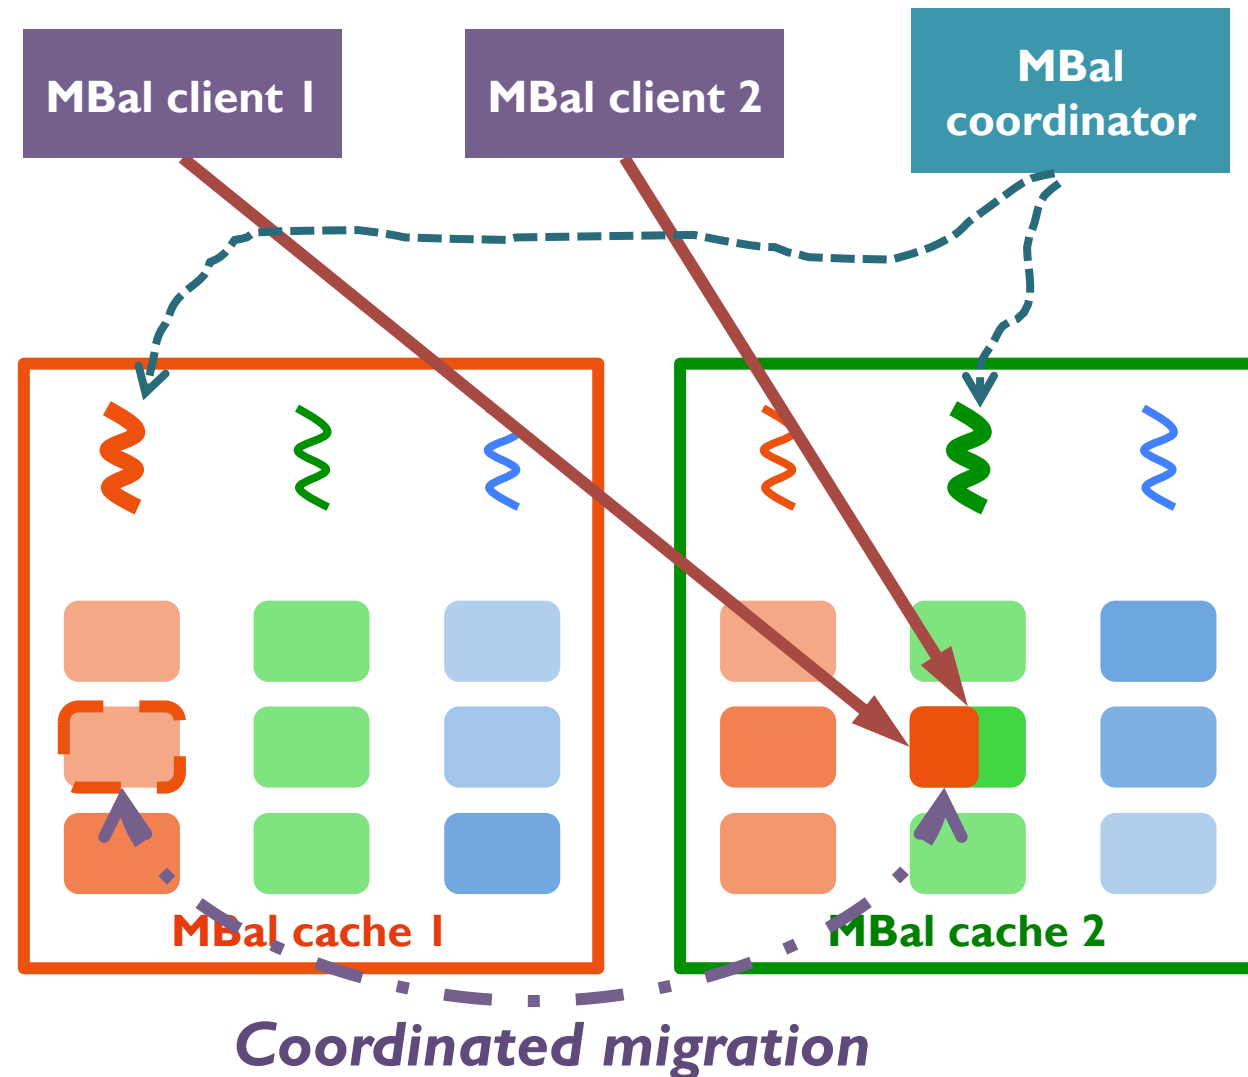 MBal client 1
MBal client 2
MBal
coordinator
MBal cache 1
MBal cache 2
Coordinated migration